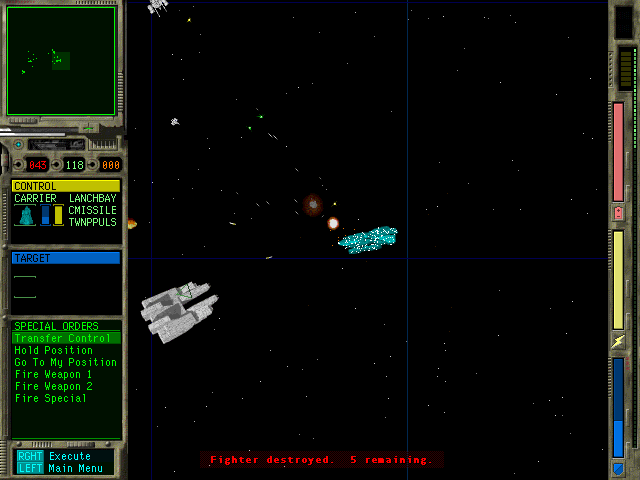 043 118 000
CONTROL
CARRIER LANCHBAY
CMISSILE
TWNPPULS
TARGET
SPECIAL ORDERS
Transfer Control
Hold Position
Go To My Position
Fire Weapon 1
Fire Weapon 2
Fire Special
RGHT Execute
LEFT Main Menu
Fighter destroyed. 5 remaining.